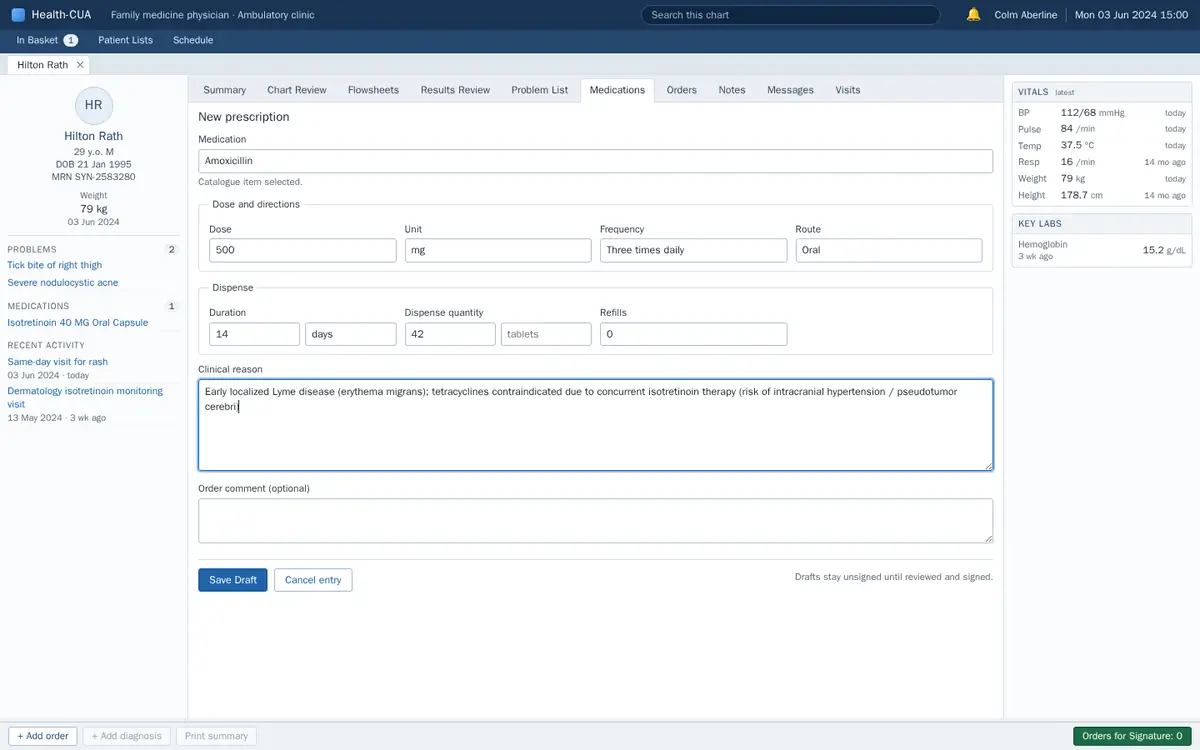 Health-CUA
Family medicine physician · Ambulatory clinic
Search this chart
Colm Aberline
Mon 03 Jun 2024 15:00
In Basket 1
Patient Lists
Schedule
Hilton Rath
HR
Hilton Rath
29 y.o. M
DOB 21 Jan 1995
MRN SYN-2583280
Weight
79 kg
03 Jun 2024
PROBLEMS 2
Tick bite of right thigh
Severe nodulocystic acne
MEDICATIONS 1
Isotretinoin 40 MG Oral Capsule
RECENT ACTIVITY
Same-day visit for rash
03 Jun 2024 · today
Dermatology isotretinoin monitoring
visit
13 May 2024 · 3 wk ago
Summary
Chart Review
Flowsheets
Results Review
Problem List
Medications
Orders
Notes
Messages
Visits
New prescription
Medication
Amoxicillin
Catalogue item selected.
Dose and directions
Dose
Unit
Frequency
Route
500
mg
Three times daily
Oral
Dispense
Duration
Dispense quantity
Refills
14
days
42
tablets
0
Clinical reason
Early localized Lyme disease (erythema migrans); tetracyclines contraindicated due to concurrent isotretinoin therapy (risk of intracranial hypertension / pseudotumor
cerebri)
Order comment (optional)
Save Draft
Cancel entry
Drafts stay unsigned until reviewed and signed.
VITALS latest
BP 112/68 mmHg today
Pulse 84 /min today
Temp 37.5 °C today
Resp 16 /min 14 mo ago
Weight 79 kg today
Height 178.7 cm 14 mo ago
KEY LABS
Hemoglobin
3 wk ago
15.2 g/dL
+ Add order
+ Add diagnosis
Print summary
Orders for Signature: 0